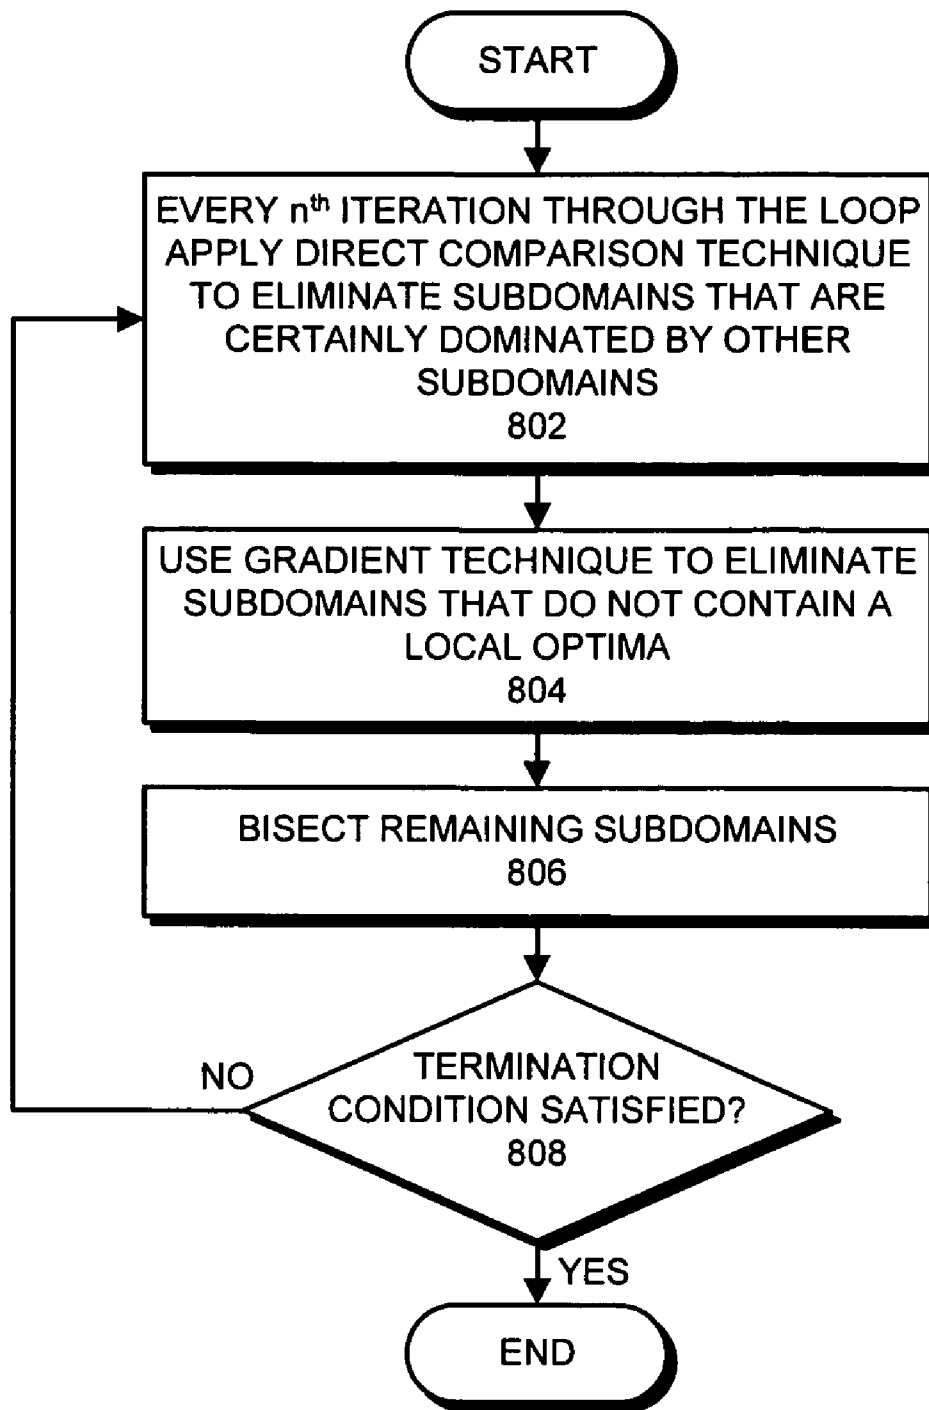 START
EVERY nth ITERATION THROUGH THE LOOP
APPLY DIRECT COMPARISON TECHNIQUE
TO ELIMINATE SUBDOMAINS THAT ARE
CERTAINLY DOMINATED BY OTHER
SUBDOMAINS
802
USE GRADIENT TECHNIQUE TO ELIMINATE
SUBDOMAINS THAT DO NOT CONTAIN A
LOCAL OPTIMA
804
BISECT REMAINING SUBDOMAINS
806
NO
TERMINATION
CONDITION SATISFIED?
808
YES
END